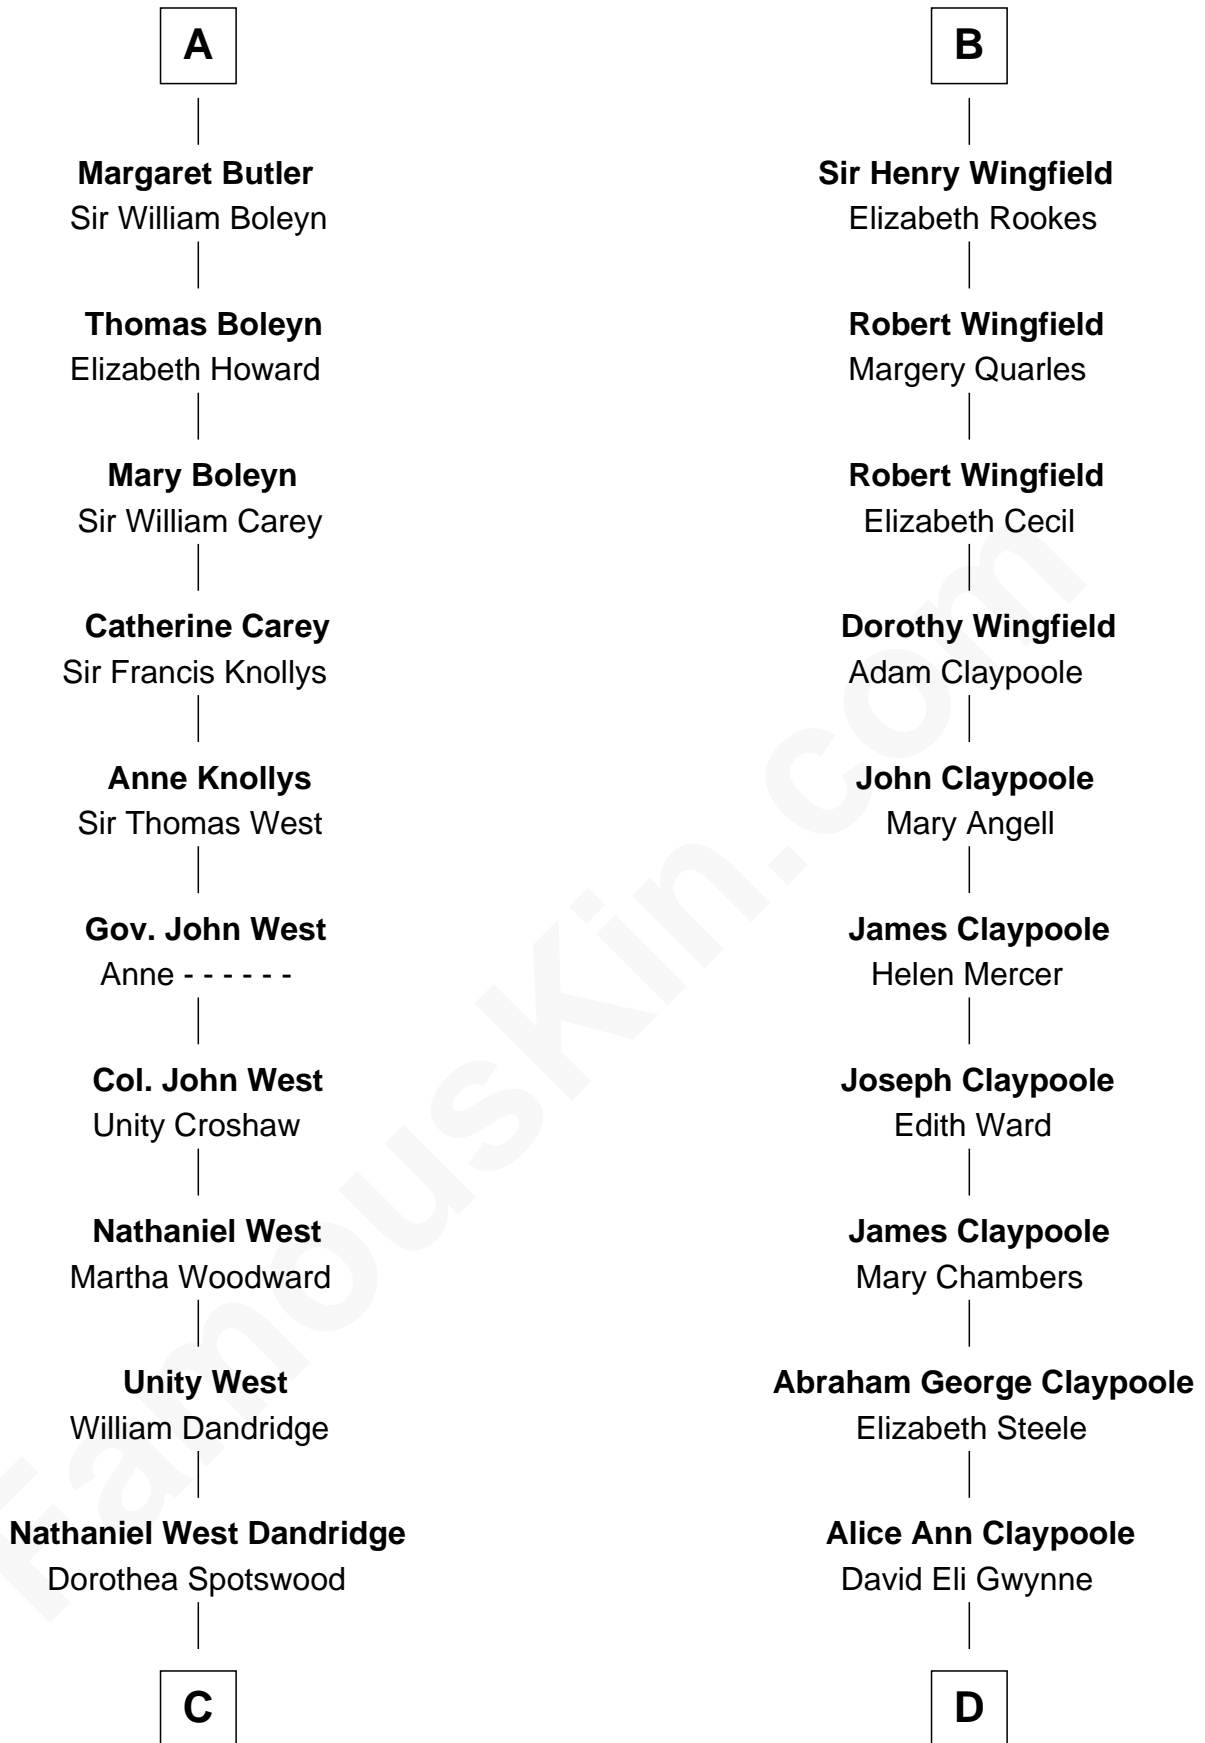 A
Margaret Butler
Sir William Boleyn
Thomas Boleyn
Elizabeth Howard
Mary Boleyn
Sir William Carey
Catherine Carey
Sir Francis Knollys
Anne Knollys
Sir Thomas West
Gov. John West
Anne - - - - - -
Col. John West
Unity Croshaw
Nathaniel West
Martha Woodward
Unity West
William Dandridge
Nathaniel West Dandridge
Dorothea Spotswood
C
B
Sir Henry Wingfield
Elizabeth Rookes
Robert Wingfield
Margery Quarles
Robert Wingfield
Elizabeth Cecil
Dorothy Wingfield
Adam Claypoole
John Claypoole
Mary Angell
James Claypoole
Helen Mercer
Joseph Claypoole
Edith Ward
James Claypoole
Mary Chambers
Abraham George Claypoole
Elizabeth Steele
Alice Ann Claypoole
David Eli Gwynne
D
FamousKin.com